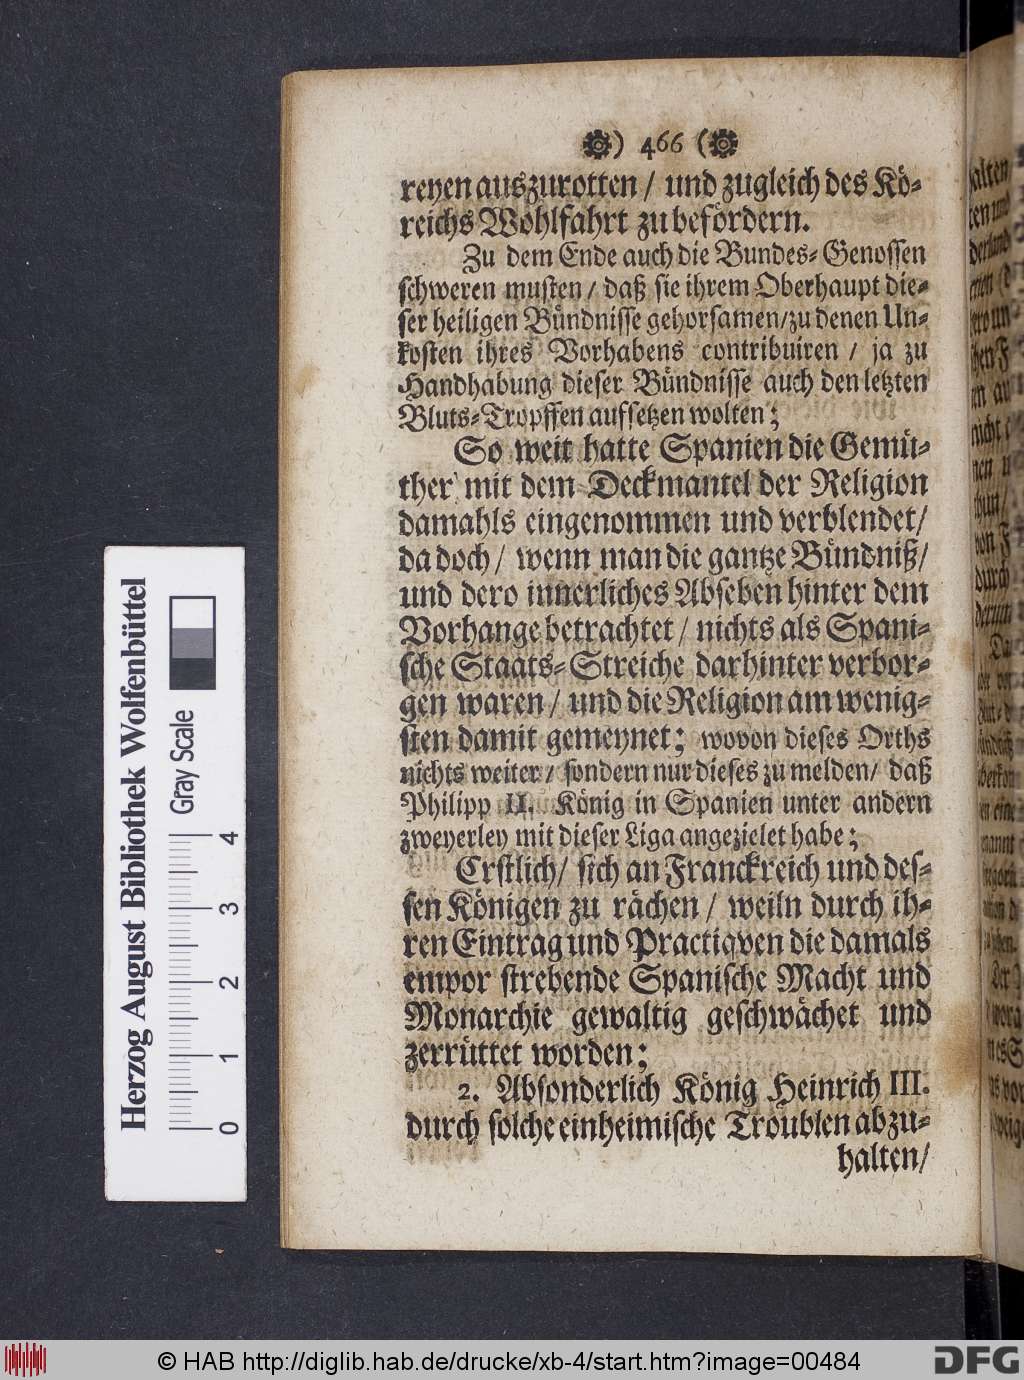 ) 466 (
reyen auszurotten / und zugleich des Kö-
reichs Wohlfahrt zu befördern.
Zu dem Ende auch die Bundes-Genossen
schweren musten / daß sie ihrem Oberhaupt die-
ser heiligen Bündnisse gehorsamen / zu denen Un-
kosten ihres Vorhabens contribuiren / ja zu
Handhabung dieser Bündnisse auch den letzten
Bluts-Tropffen auffsetzen wolten;
So weit hatte Spanien die Gemü-
ther mit dem Deckmantel der Religion
damahls eingenommen und verblendet /
da doch / wenn man die gantze Bündniß /
und dero innerliches Absehen hinter dem
Vorhange betrachtet / nichts als Spani-
sche Staats-Streiche darhinter verbor-
gen waren / und die Religion am wenig-
sten damit gemeynet; wovon dieses Orths
nichts weiter / sondern nur dieses zu melden / daß
Philipp II. König in Spanien unter andern
zweyerley mit dieser Liga angezielet habe;
Erstlich / sich an Franckreich und des-
sen Königen zu rächen / weiln durch ih-
ren Eintrag und Practiqven die damals
empor strebende Spanische Macht und
Monarchie gewaltig geschwächet und
zerrüttet worden;
2. Absonderlich König Heinrich III.
durch solche einheimische Troublen abzu-
halten /
Herzog August Bibliothek Wolfenbüttel
Gray Scale
0 1 2 3 4
© HAB http://diglib.hab.de/drucke/xb-4/start.htm?image=00484
DFG